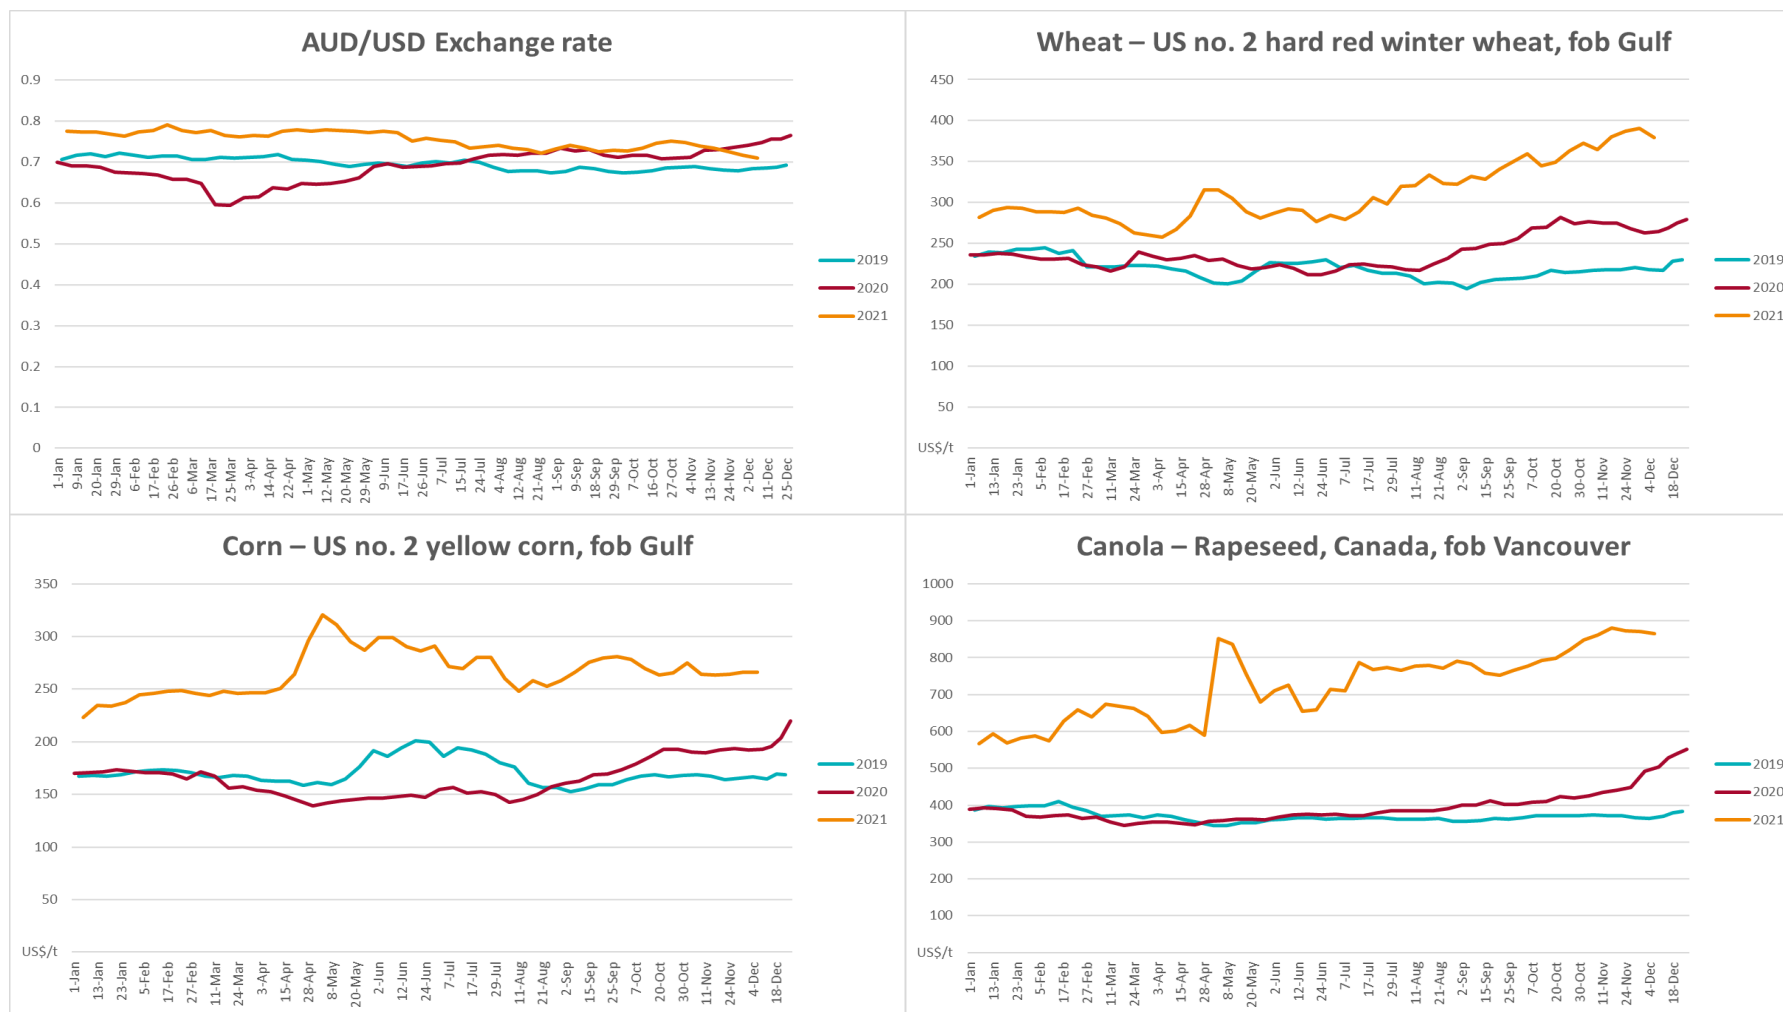 AUD/USD Exchange rate
0.9
0.8
0.7
0.6
0.5
0.4
0.3
0.2
0.1
0
1-Jan
9-Jan
20-Jan
29-Jan
6-Feb
17-Feb
26-Feb
6-Mar
17-Mar
25-Mar
3-Apr
14-Apr
22-Apr
1-May
12-May
20-May
29-May
9-Jun
17-Jun
26-Jun
7-Jul
15-Jul
24-Jul
4-Aug
12-Aug
21-Aug
1-Sep
9-Sep
18-Sep
29-Sep
7-Oct
16-Oct
27-Oct
4-Nov
13-Nov
24-Nov
2-Dec
11-Dec
25-Dec
2019
2020
2021
Wheat – US no. 2 hard red winter wheat, fob Gulf
450
400
350
300
250
200
150
100
50
US$/t
1-Jan
13-Jan
23-Jan
5-Feb
17-Feb
27-Feb
11-Mar
24-Mar
3-Apr
15-Apr
28-Apr
8-May
20-May
2-Jun
12-Jun
24-Jun
7-Jul
17-Jul
29-Jul
11-Aug
21-Aug
2-Sep
15-Sep
25-Sep
7-Oct
20-Oct
30-Oct
11-Nov
24-Nov
4-Dec
18-Dec
2019
2020
2021
Corn – US no. 2 yellow corn, fob Gulf
350
300
250
200
150
100
50
US$/t
1-Jan
13-Jan
23-Jan
5-Feb
17-Feb
27-Feb
11-Mar
24-Mar
3-Apr
15-Apr
28-Apr
8-May
20-May
2-Jun
12-Jun
24-Jun
7-Jul
17-Jul
29-Jul
11-Aug
21-Aug
2-Sep
15-Sep
25-Sep
7-Oct
20-Oct
30-Oct
11-Nov
24-Nov
4-Dec
18-Dec
2019
2020
2021
Canola – Rapeseed, Canada, fob Vancouver
1000
900
800
700
600
500
400
300
200
100
US$/t
1-Jan
13-Jan
23-Jan
5-Feb
17-Feb
27-Feb
11-Mar
24-Mar
3-Apr
15-Apr
28-Apr
8-May
20-May
2-Jun
12-Jun
24-Jun
7-Jul
17-Jul
29-Jul
11-Aug
21-Aug
2-Sep
15-Sep
25-Sep
7-Oct
20-Oct
30-Oct
11-Nov
24-Nov
4-Dec
18-Dec
2019
2020
2021